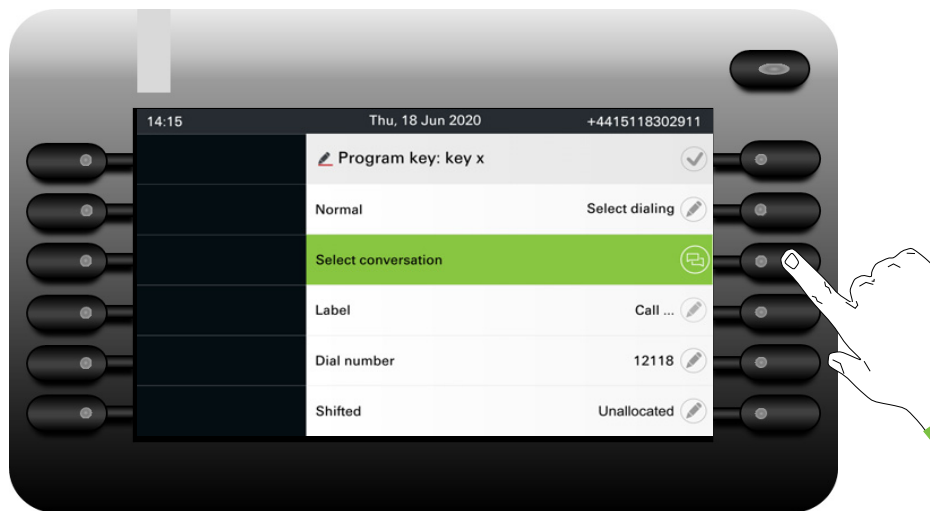 14:15 Thu, 18 Jun 2020 +4415118302911
Program key: key x
Normal Select dialing
Select conversation
Label Call ...
Dial number 12118
Shifted Unallocated